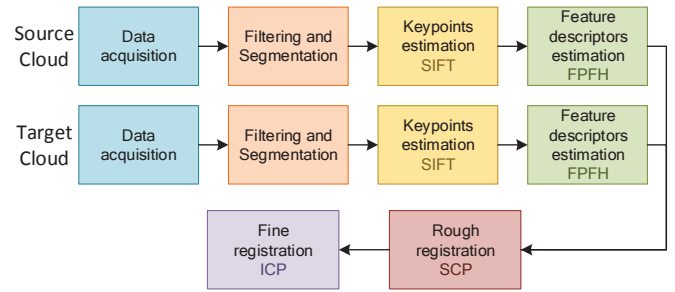 Source
Cloud
Data
acquisition
Filtering and
Segmentation
Keypoints
estimation
SIFT
Feature
descriptors
estimation
FPFH
Target
Cloud
Data
acquisition
Filtering and
Segmentation
Keypoints
estimation
SIFT
Feature
descriptors
estimation
FPFH
Fine
registration
ICP
Rough
registration
SCP